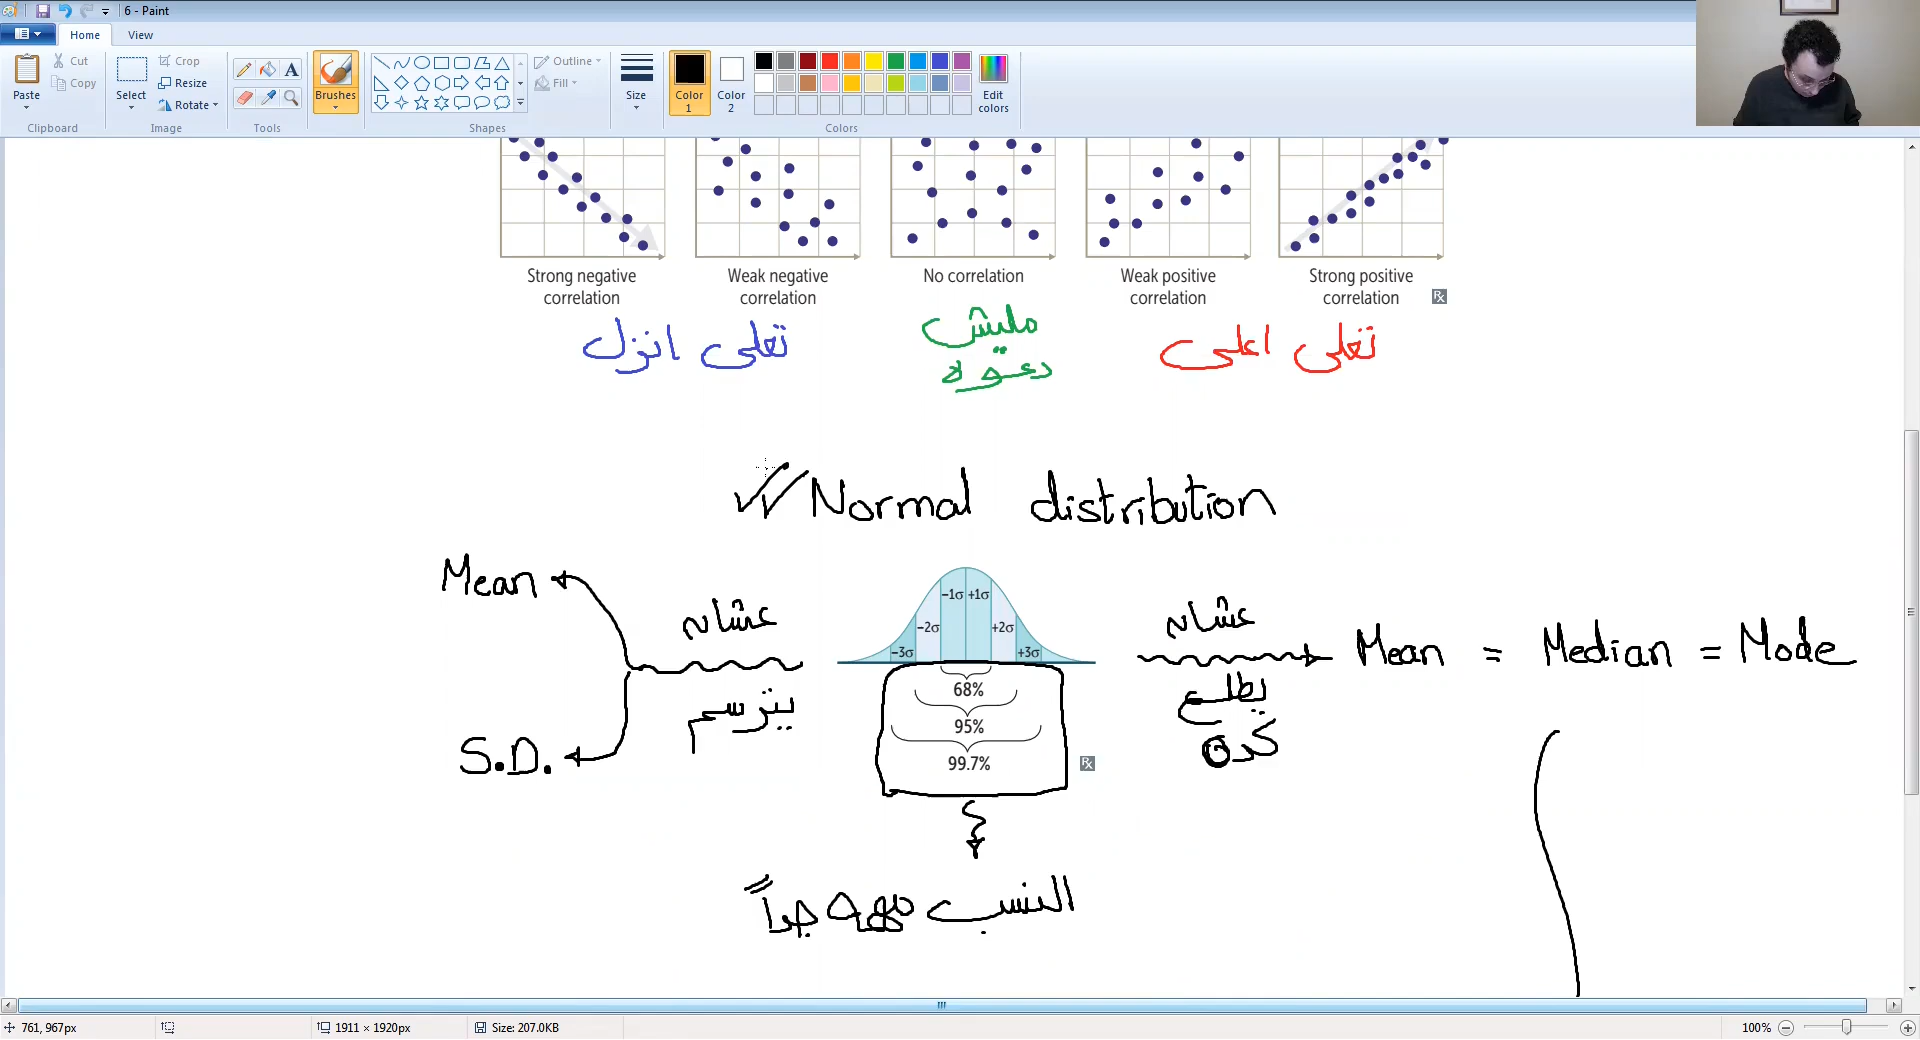 6 - Paint
Home View
Paste
Cut
Copy
Clipboard
Select
Crop
Resize
Rotate
Image
Tools
Brushes
Shapes
Outline
Fill
Size
Color 1
Color 2
Edit colors
Colors
Strong negative correlation
Weak negative correlation
No correlation
Weak positive correlation
Strong positive correlation
Rx
تعلى انزل
مليش
دعوة
تعلى اعلى
Normal distribution
Mean
S.D.
عشان
يترسم
-1σ +1σ
-2σ +2σ
-3σ +3σ
68%
95%
99.7%
Rx
عشان
يطلع
كده
Mean = Median = Mode
النسب مهمة جداً
761, 967px
1911 × 1920px
Size: 207.0KB
100%